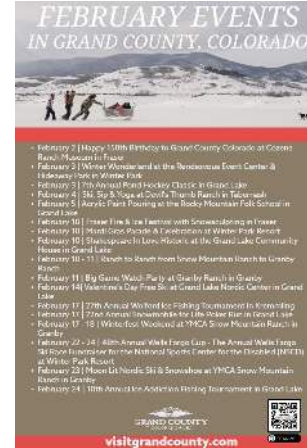 FEBRUARY EVENTS
IN GRAND COUNTY, COLORADO
February 2 | Happy 150th Birthday to Grand County Colorado at Cozens
Ranch Museum in Fraser
February 3 | Winter Wonderland at the Rendezvous Event Center &
Hideaway Park in Winter Park
February 3 | 7th Annual Pond Hockey Classic in Grand Lake
February 4 | Ski, Sip & Yoga at Devil's Thumb Ranch in Tabernash
February 5 | Acrylic Paint Pouring at the Rocky Mountain Folk School in
Grand Lake
February 10 | Fraser Fire & Ice Festival with Snowsculpting in Fraser
February 10 | Mardi Gras Parade & Celebration at Winter Park Resort
February 10 | Shakespeare In Love Historic at the Grand Lake Community
House in Grand Lake
February 10 - 11 | Ranch to Ranch from Snow Mountain Ranch to Granby
Ranch
February 11 | Big Game Watch Party at Granby Ranch in Granby
February 14 | Valentine's Day Free Ski at Grand Lake Nordic Center in Grand
Lake
February 17 | 27th Annual Wolford Ice Fishing Tournament in Kremmling
February 17 | 22nd Annual Snowmobile for Life Poker Run in Grand Lake
February 17 - 18 | Winterfest Weekend at YMCA Snow Mountain Ranch in
Granby
February 22 - 24 | 48th Annual Wells Fargo Cup - The Annual Wells Fargo
Ski Race Fundraiser for the National Sports Center for the Disabled (NSCD)
at Winter Park Resort
February 23 | Moon Lit Nordic Ski & Snowshoe at YMCA Snow Mountain
Ranch in Granby
February 24 | 10th Annual Ice Addiction Fishing Tournament in Grand Lake
GRAND COUNTY
visitgrandcounty.com